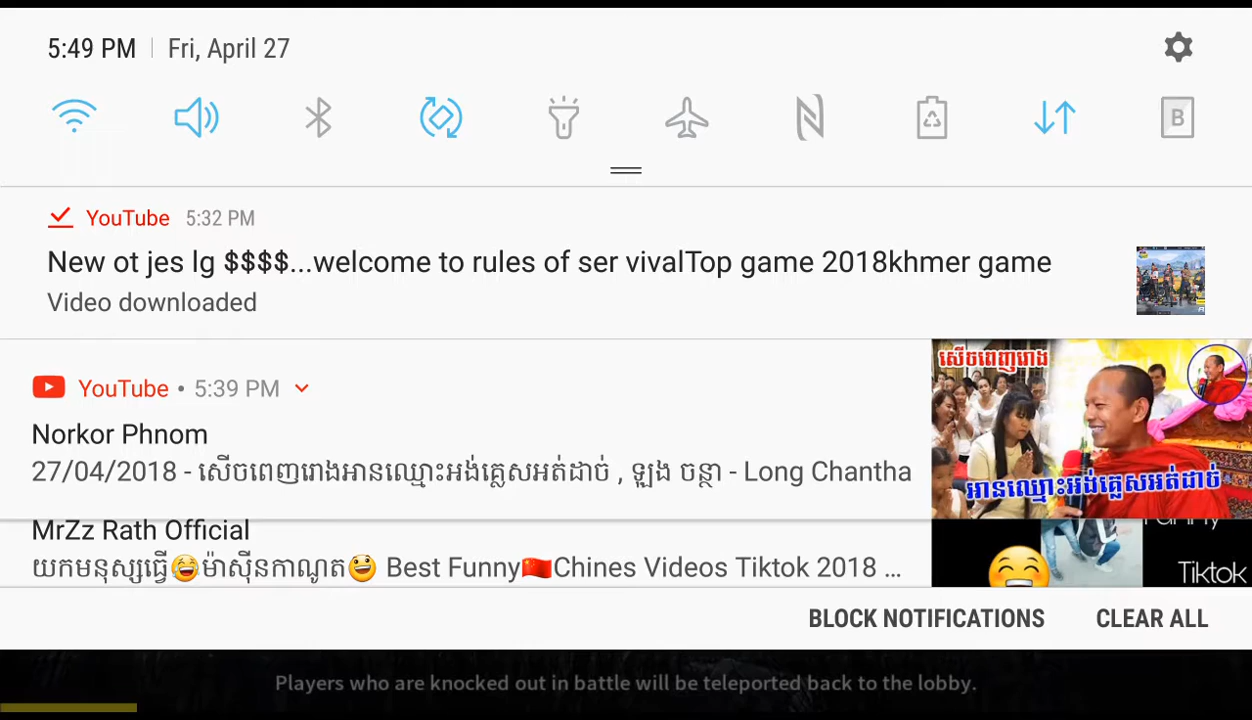 5:49 PM | Fri, April 27
B
YouTube 5:32 PM
New ot jes lg $$$$...welcome to rules of ser vivalTop game 2018khmer game
Video downloaded
YouTube • 5:39 PM
Norkor Phnom
27/04/2018 - សើចពេញរោងអានឈ្មោះអង់គ្លេសអត់ដាច់ , ឡុង ចន្ថា - Long Chantha
សើចពេញរោង
អានឈ្មោះអង់គ្លេសអត់ដាច់
MrZz Rath Official
យកមនុស្សធ្វើ😂ម៉ាស៊ីនកាណូត😃 Best Funny🇨🇳Chines Videos Tiktok 2018 ...
Funny
Tiktok
BLOCK NOTIFICATIONS CLEAR ALL
Players who are knocked out in battle will be teleported back to the lobby.